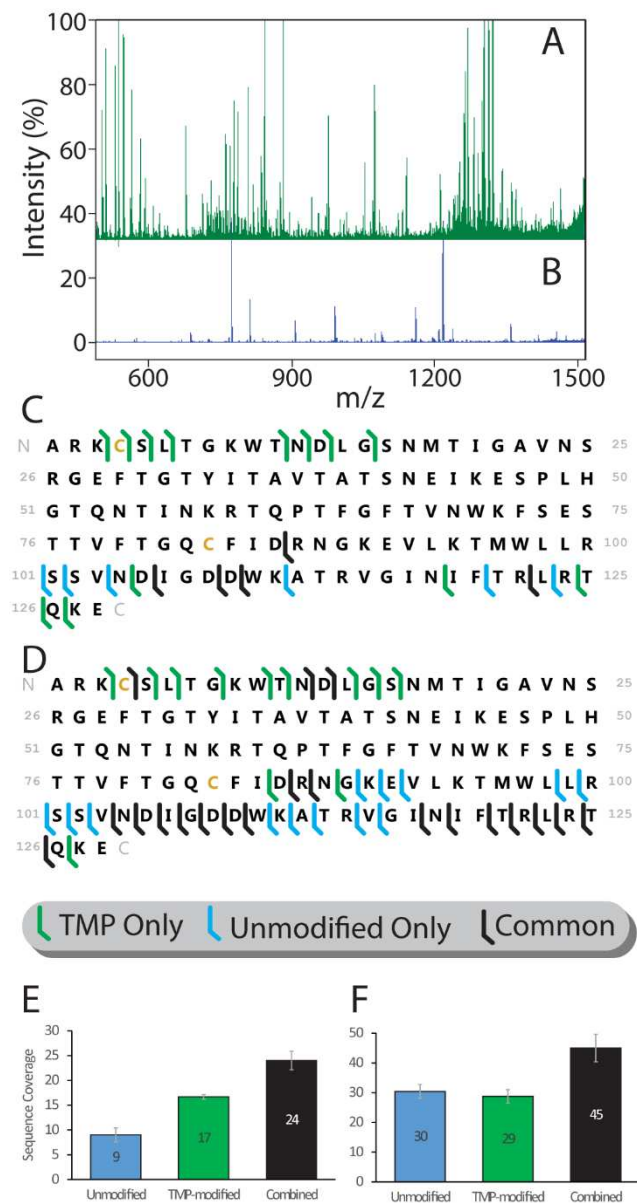 100
80
60
40
20
0
Intensity (%)
A
B
600 900 1200 1500
m/z
C
N A R K C S L T G K W T N D L G S N M T I G A V N S 25
26 R G E F T G T Y I T A V T A T S N E I K E S P L H 50
51 G T Q N T I N K R T Q P T F G F T V N W K F S E S 75
76 T T V F T G Q C F I D R N G K E V L K T M W L L R 100
101 S S V N D I G D D W K A T R V G I N I F T R L R T 125
126 Q K E C
D
N A R K C S L T G K W T N D L G S N M T I G A V N S 25
26 R G E F T G T Y I T A V T A T S N E I K E S P L H 50
51 G T Q N T I N K R T Q P T F G F T V N W K F S E S 75
76 T T V F T G Q C F I D R N G K E V L K T M W L L R 100
101 S S V N D I G D D W K A T R V G I N I F T R L R T 125
126 Q K E C
TMP Only Unmodified Only Common
E
Sequence Coverage
30
25
20
15
10
5
0
9 17 24
Unmodified TMP-modified Combined
F
50
40
30
20
10
0
30 29 45
Unmodified TMP-modified Combined